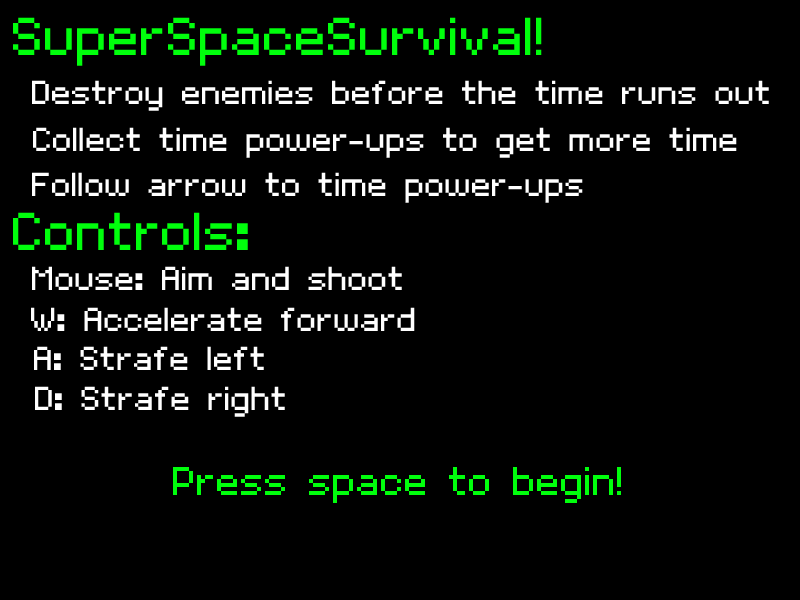 SuperSpaceSurvival!
Destroy enemies before the time runs out
Collect time power-ups to get more time
Follow arrow to time power-ups
Controls:
Mouse: Aim and shoot
W: Accelerate forward
A: Strafe left
D: Strafe right
Press space to begin!